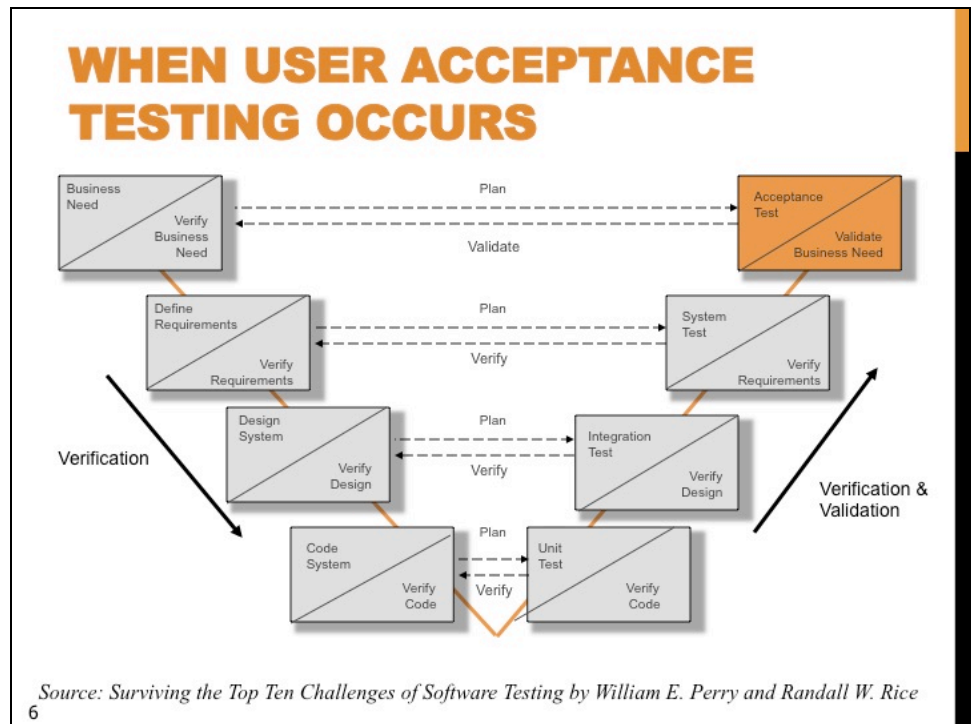 WHEN USER ACCEPTANCE
TESTING OCCURS
Business
Need
Verify
Business
Need
Plan
Validate
Acceptance
Test
Validate
Business Need
Define
Requirements
Verify
Requirements
Plan
Verify
System
Test
Verify
Requirements
Verification
Design
System
Verify
Design
Plan
Verify
Integration
Test
Verify
Design
Verification &
Validation
Code
System
Verify
Code
Plan
Verify
Unit
Test
Verify
Code
Source: Surviving the Top Ten Challenges of Software Testing by William E. Perry and Randall W. Rice
6